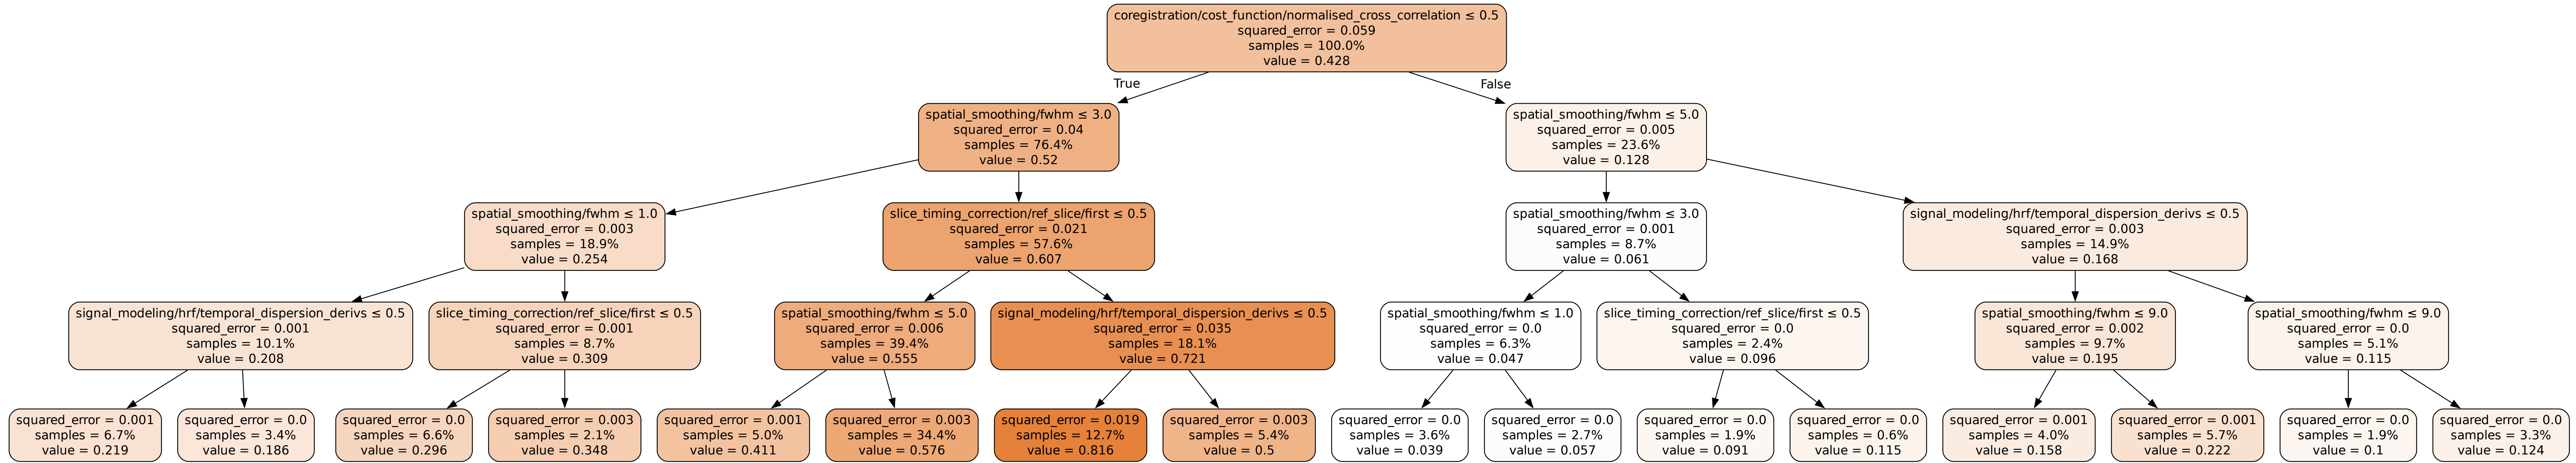 coregistration/cost_function/normalised_cross_correlation ≤ 0.5
squared_error = 0.059
samples = 100.0%
value = 0.428
True
False
spatial_smoothing/fwhm ≤ 3.0
squared_error = 0.04
samples = 76.4%
value = 0.52
spatial_smoothing/fwhm ≤ 5.0
squared_error = 0.005
samples = 23.6%
value = 0.128
spatial_smoothing/fwhm ≤ 1.0
squared_error = 0.003
samples = 18.9%
value = 0.254
slice_timing_correction/ref_slice/first ≤ 0.5
squared_error = 0.021
samples = 57.6%
value = 0.607
spatial_smoothing/fwhm ≤ 3.0
squared_error = 0.001
samples = 8.7%
value = 0.061
signal_modeling/hrf/temporal_dispersion_derivs ≤ 0.5
squared_error = 0.003
samples = 14.9%
value = 0.168
signal_modeling/hrf/temporal_dispersion_derivs ≤ 0.5
squared_error = 0.001
samples = 10.1%
value = 0.208
slice_timing_correction/ref_slice/first ≤ 0.5
squared_error = 0.001
samples = 8.7%
value = 0.309
spatial_smoothing/fwhm ≤ 5.0
squared_error = 0.006
samples = 39.4%
value = 0.555
signal_modeling/hrf/temporal_dispersion_derivs ≤ 0.5
squared_error = 0.035
samples = 18.1%
value = 0.721
spatial_smoothing/fwhm ≤ 1.0
squared_error = 0.0
samples = 6.3%
value = 0.047
slice_timing_correction/ref_slice/first ≤ 0.5
squared_error = 0.0
samples = 2.4%
value = 0.096
spatial_smoothing/fwhm ≤ 9.0
squared_error = 0.002
samples = 9.7%
value = 0.195
spatial_smoothing/fwhm ≤ 9.0
squared_error = 0.0
samples = 5.1%
value = 0.115
squared_error = 0.001
samples = 6.7%
value = 0.219
squared_error = 0.0
samples = 3.4%
value = 0.186
squared_error = 0.0
samples = 6.6%
value = 0.296
squared_error = 0.003
samples = 2.1%
value = 0.348
squared_error = 0.001
samples = 5.0%
value = 0.411
squared_error = 0.003
samples = 34.4%
value = 0.576
squared_error = 0.019
samples = 12.7%
value = 0.816
squared_error = 0.003
samples = 5.4%
value = 0.5
squared_error = 0.0
samples = 3.6%
value = 0.039
squared_error = 0.0
samples = 2.7%
value = 0.057
squared_error = 0.0
samples = 1.9%
value = 0.091
squared_error = 0.0
samples = 0.6%
value = 0.115
squared_error = 0.001
samples = 4.0%
value = 0.158
squared_error = 0.001
samples = 5.7%
value = 0.222
squared_error = 0.0
samples = 1.9%
value = 0.1
squared_error = 0.0
samples = 3.3%
value = 0.124